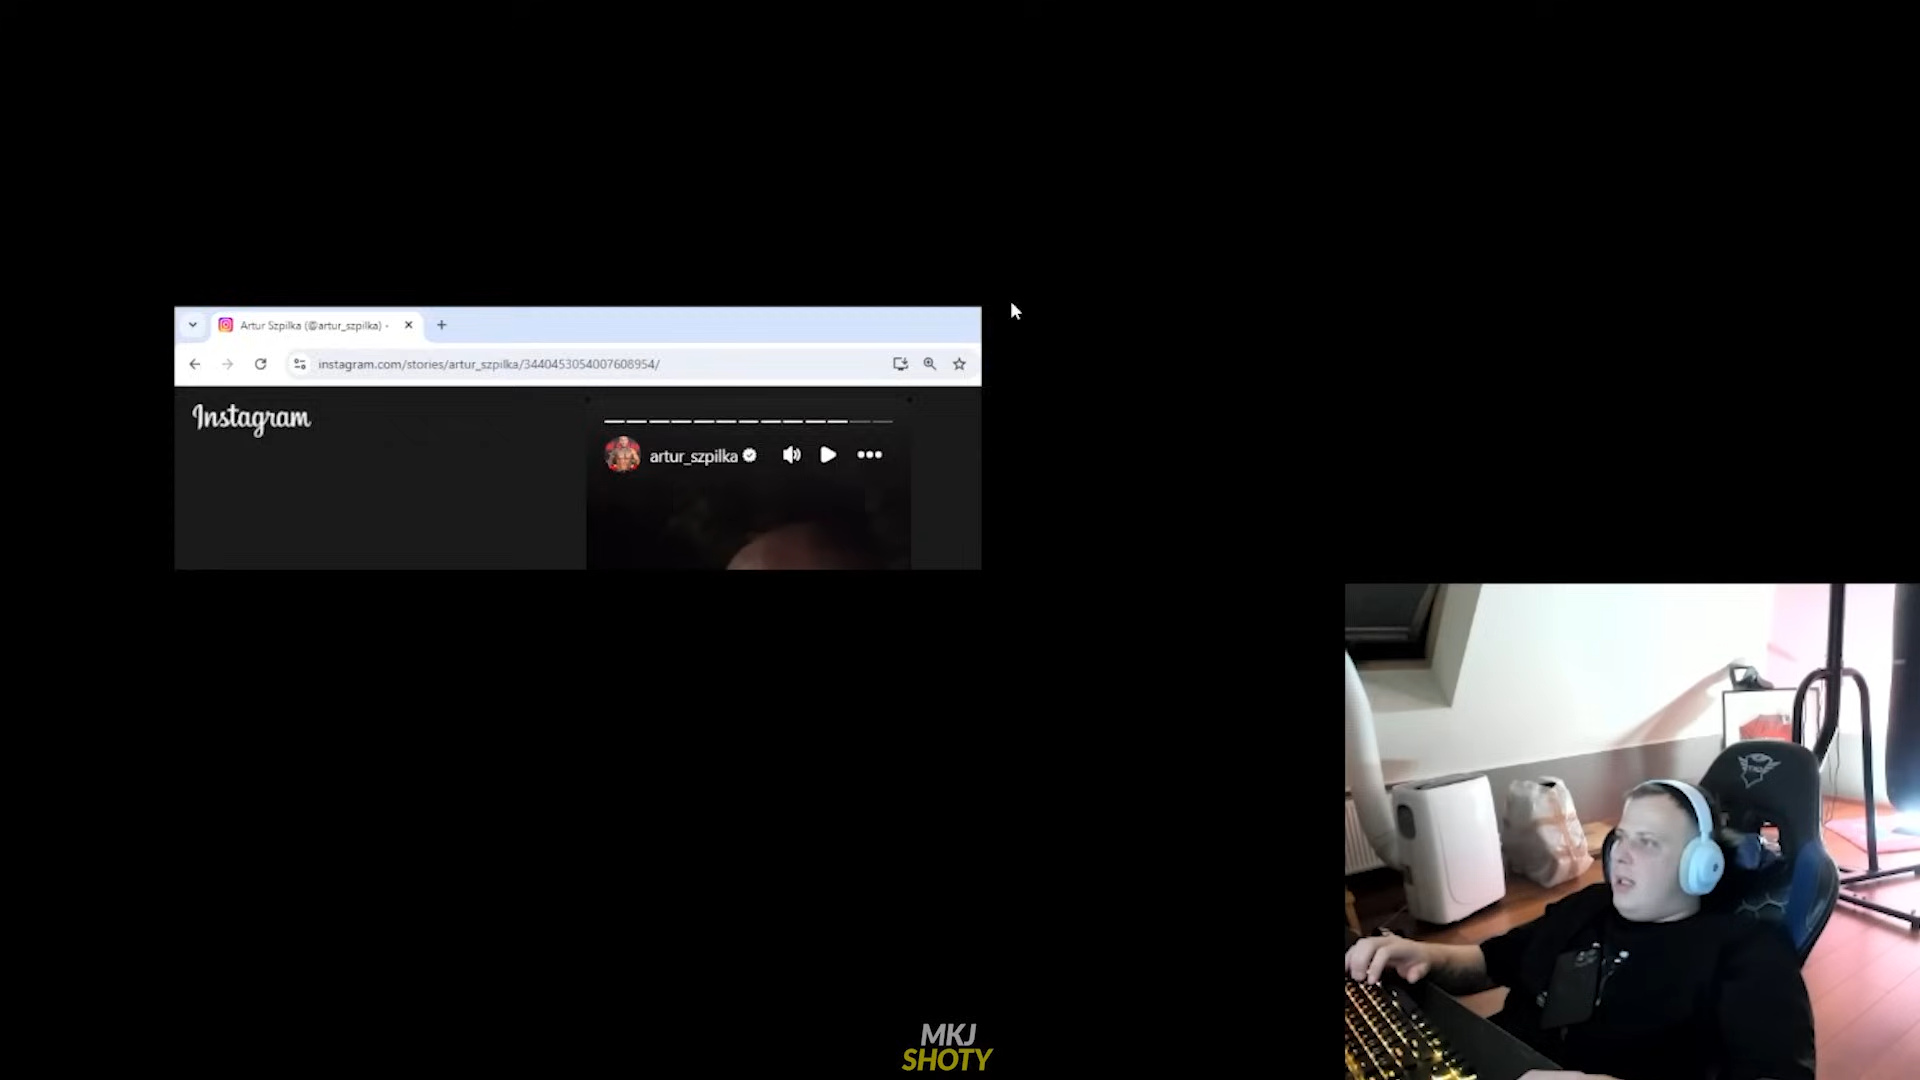 Artur Szpilka (@artur_szpilka) -
instagram.com/stories/artur_szpilka/3440453054007608954/
Instagram
artur_szpilka
MKJ
SHOTY